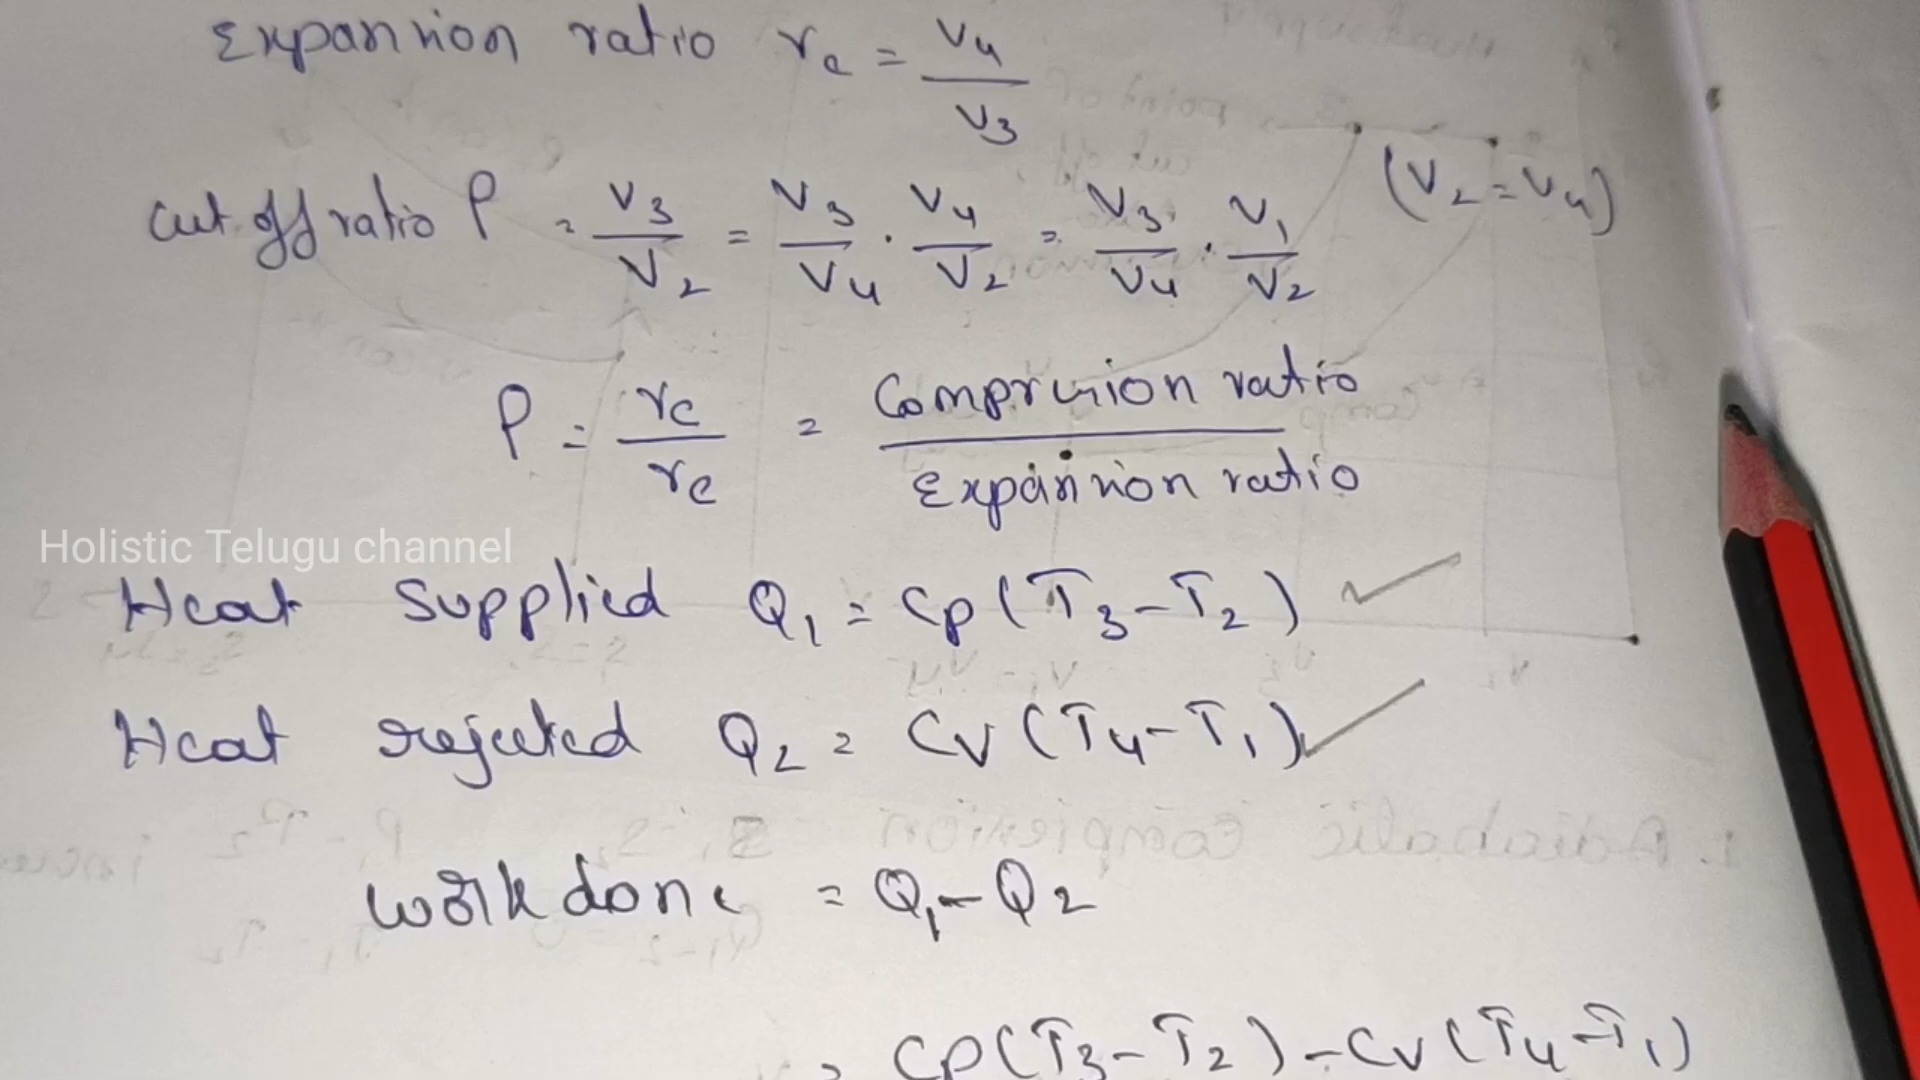 Expansion ratio rc = V4/V3
Cut off ratio ρ = V3/V2 = V3/V4 . V4/V2 = V3/V4 . V1/V2 (V2 = V4)
ρ = rc/re = Compression ratio/Expansion ratio
Holistic Telugu channel
Heat supplied Q1 = Cp(T3-T2) ✓
Heat rejected Q2 = Cv(T4-T1) ✓
work done = Q1-Q2
= Cp(T3-T2)-Cv(T4-T1)